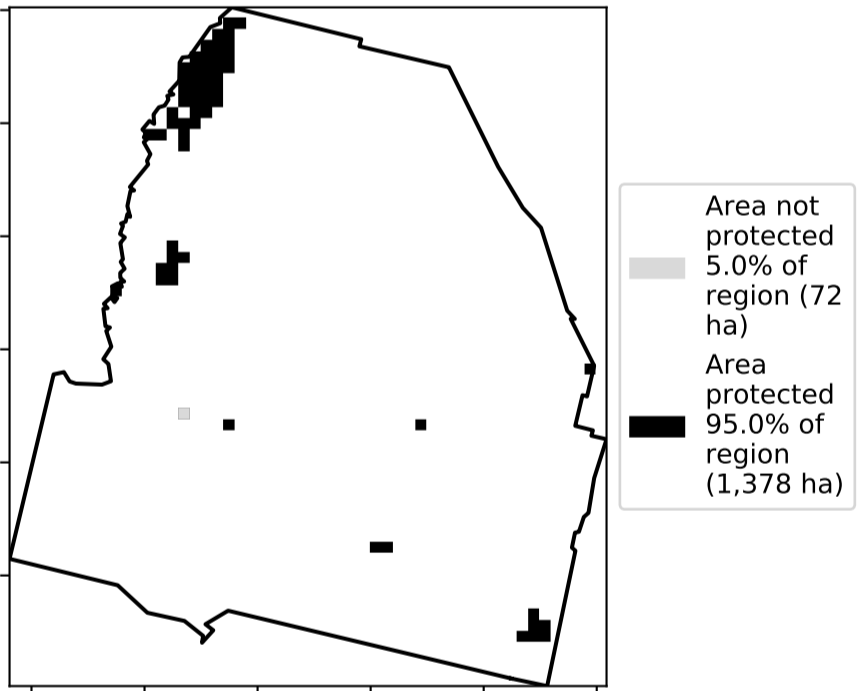 Area not
protected
5.0% of
region (72
ha)
Area
protected
95.0% of
region
(1,378 ha)